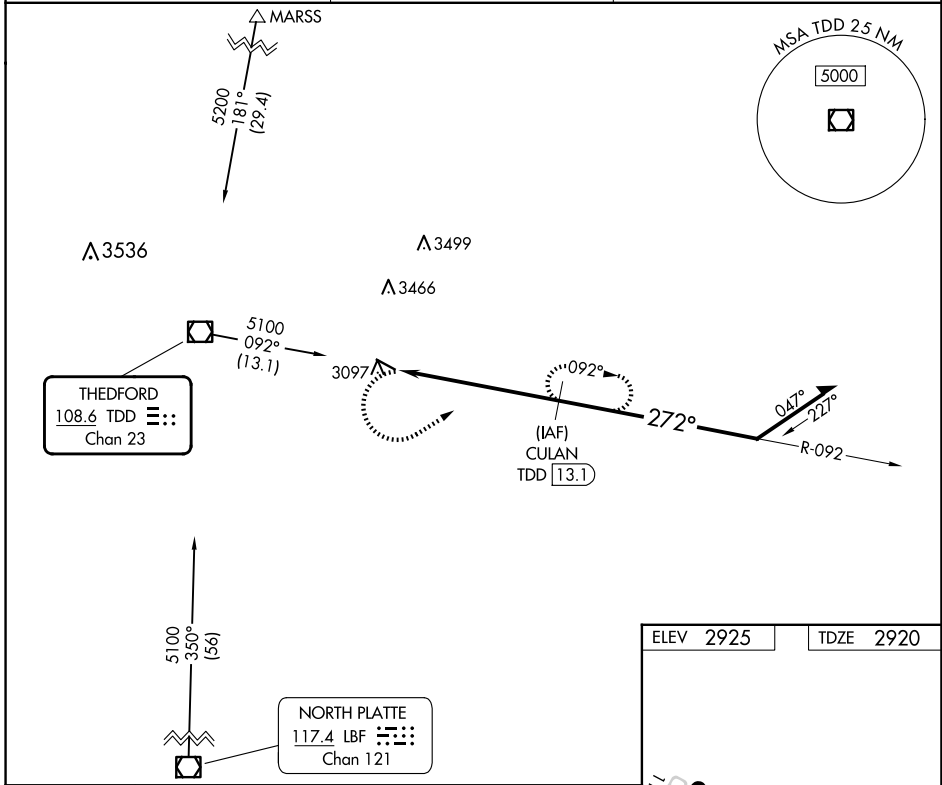 MARSS
MSA TDD 25 NM
5000
5200
181°
(29.4)
3536
3499
3466
5100
092°
(13.1)
3097
092°
THEDFORD
108.6 TDD
Chan 23
272°
047°
227°
R-092
(IAF)
CULAN
TDD 13.1
5100
350°
(56)
NORTH PLATTE
117.4 LBF
Chan 121
ELEV 2925
TDZE 2920